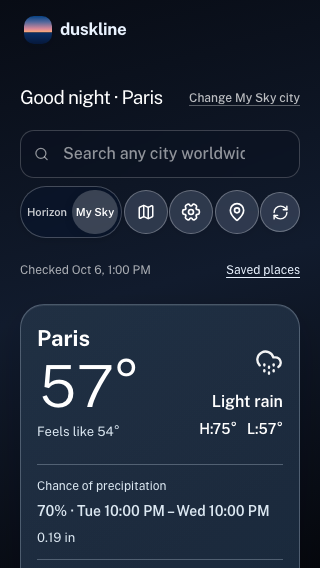 duskline
Good night · Paris
Change My Sky city
Search any city worldwic
Horizon
My Sky
Checked Oct 6, 1:00 PM
Saved places
Paris
57°
Feels like 54°
Light rain
H:75° L:57°
Chance of precipitation
70% · Tue 10:00 PM – Wed 10:00 PM
0.19 in